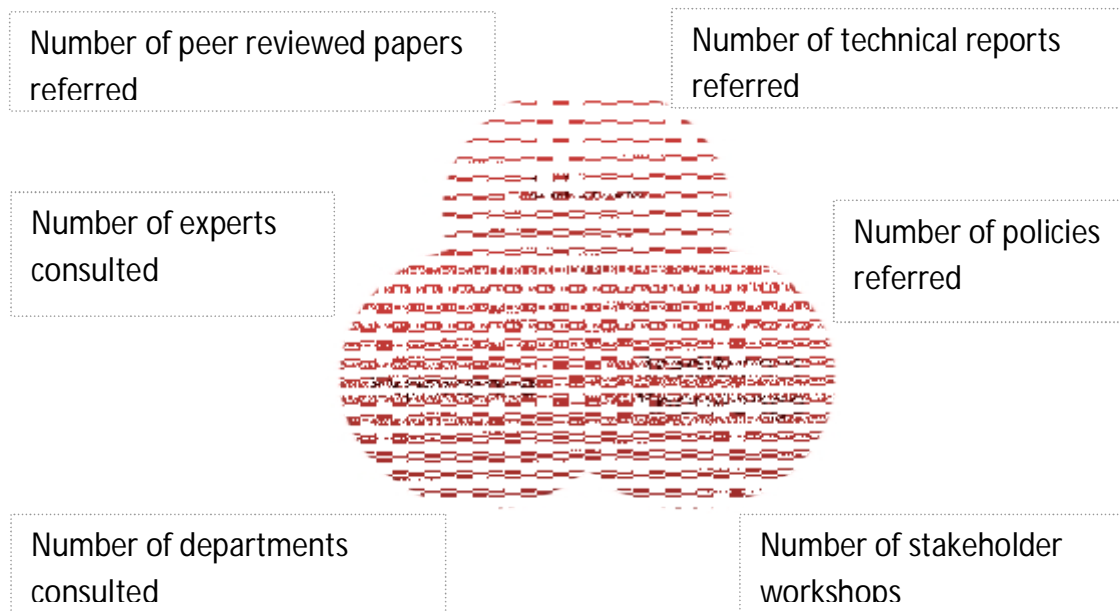 Number of peer reviewed papers
referred
Number of technical reports
referred
Number of experts
consulted
Number of policies
referred
Number of departments
consulted
Number of stakeholder
workshops